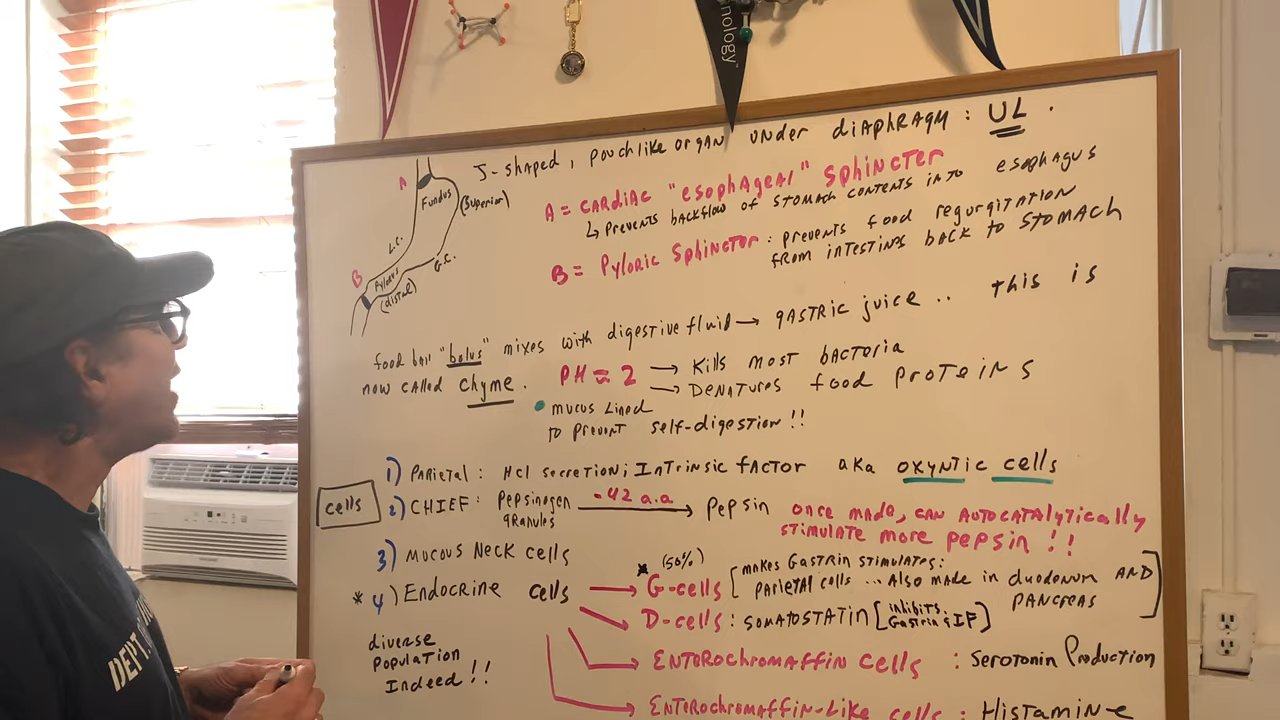 nology™
J-shaped, pouchlike organ under diaphragm: UL.
A
Fundus
(superior)
L.C.
G.C.
B
Pylorus
(distal)
A = CARDIAC "esophageal" sphincter
↳ Prevents backflow of stomach contents into esophagus
B = Pyloric Sphinctor: prevents food regurgitation
from intestines back to stomach
food ball "bolus" mixes with digestive fluid → gastric juice .. this is
now called chyme.
PH ≈ 2 → Kills most bacteria
→ Denatures food proteins
• mucus lined
to prevent self-digestion!!
cells
1) Parietal: HCl secretion; Intrinsic factor aka oxyntic cells
2) CHIEF: Pepsinogen granules -42 a.a → Pepsin once made, can autocatalytically
stimulate more pepsin!!
3) Mucous Neck cells
* 4) Endocrine cells
* (50%)
G-cells [makes Gastrin stimulates:
parietal cells ... Also made in duodenum AND
pancreas]
D-cells: somatostatin [inhibits
Gastrin & IF]
Enterochromaffin cells: Serotonin Production
Enterochromaffin-Like cells: Histamine
diverse
population
Indeed!!
DEPT.